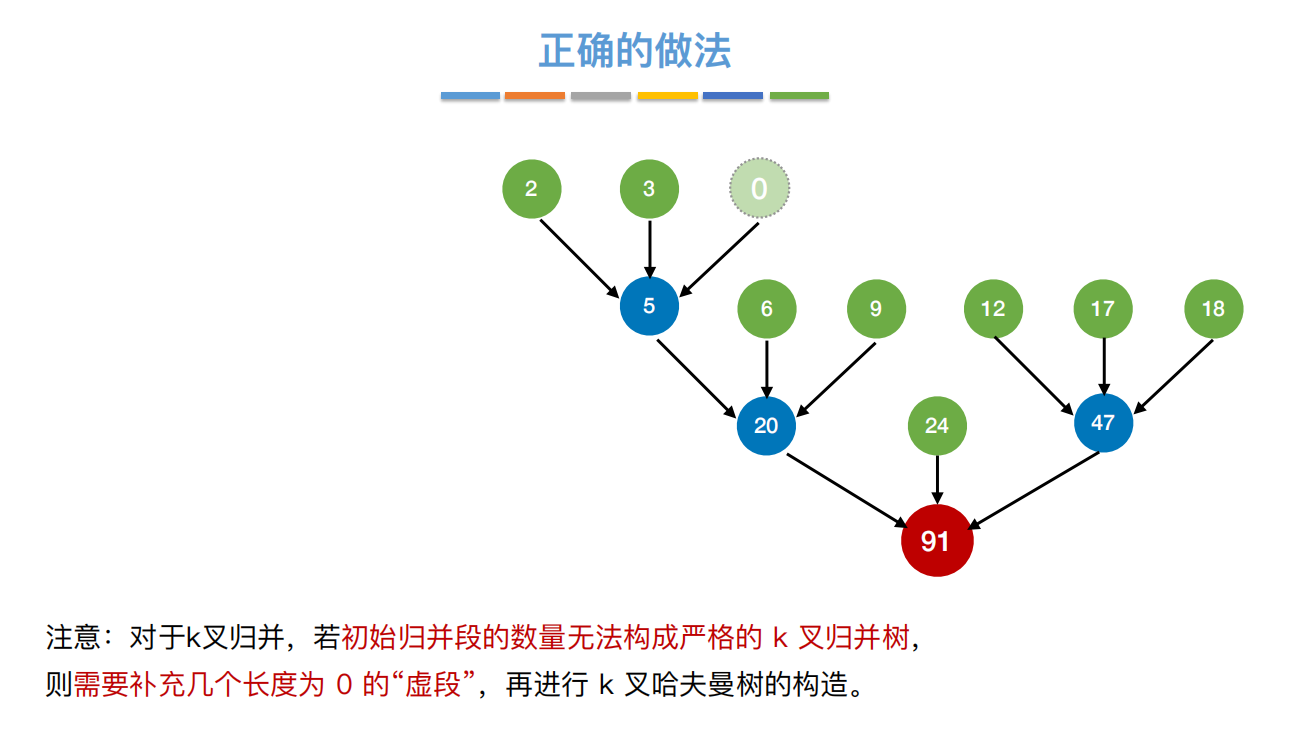 正确的做法
2 3 0
5 6 9 12 17 18
20 24 47
91
注意：对于k叉归并，若初始归并段的数量无法构成严格的 k 叉归并树，
则需要补充几个长度为 0 的“虚段”，再进行 k 叉哈夫曼树的构造。